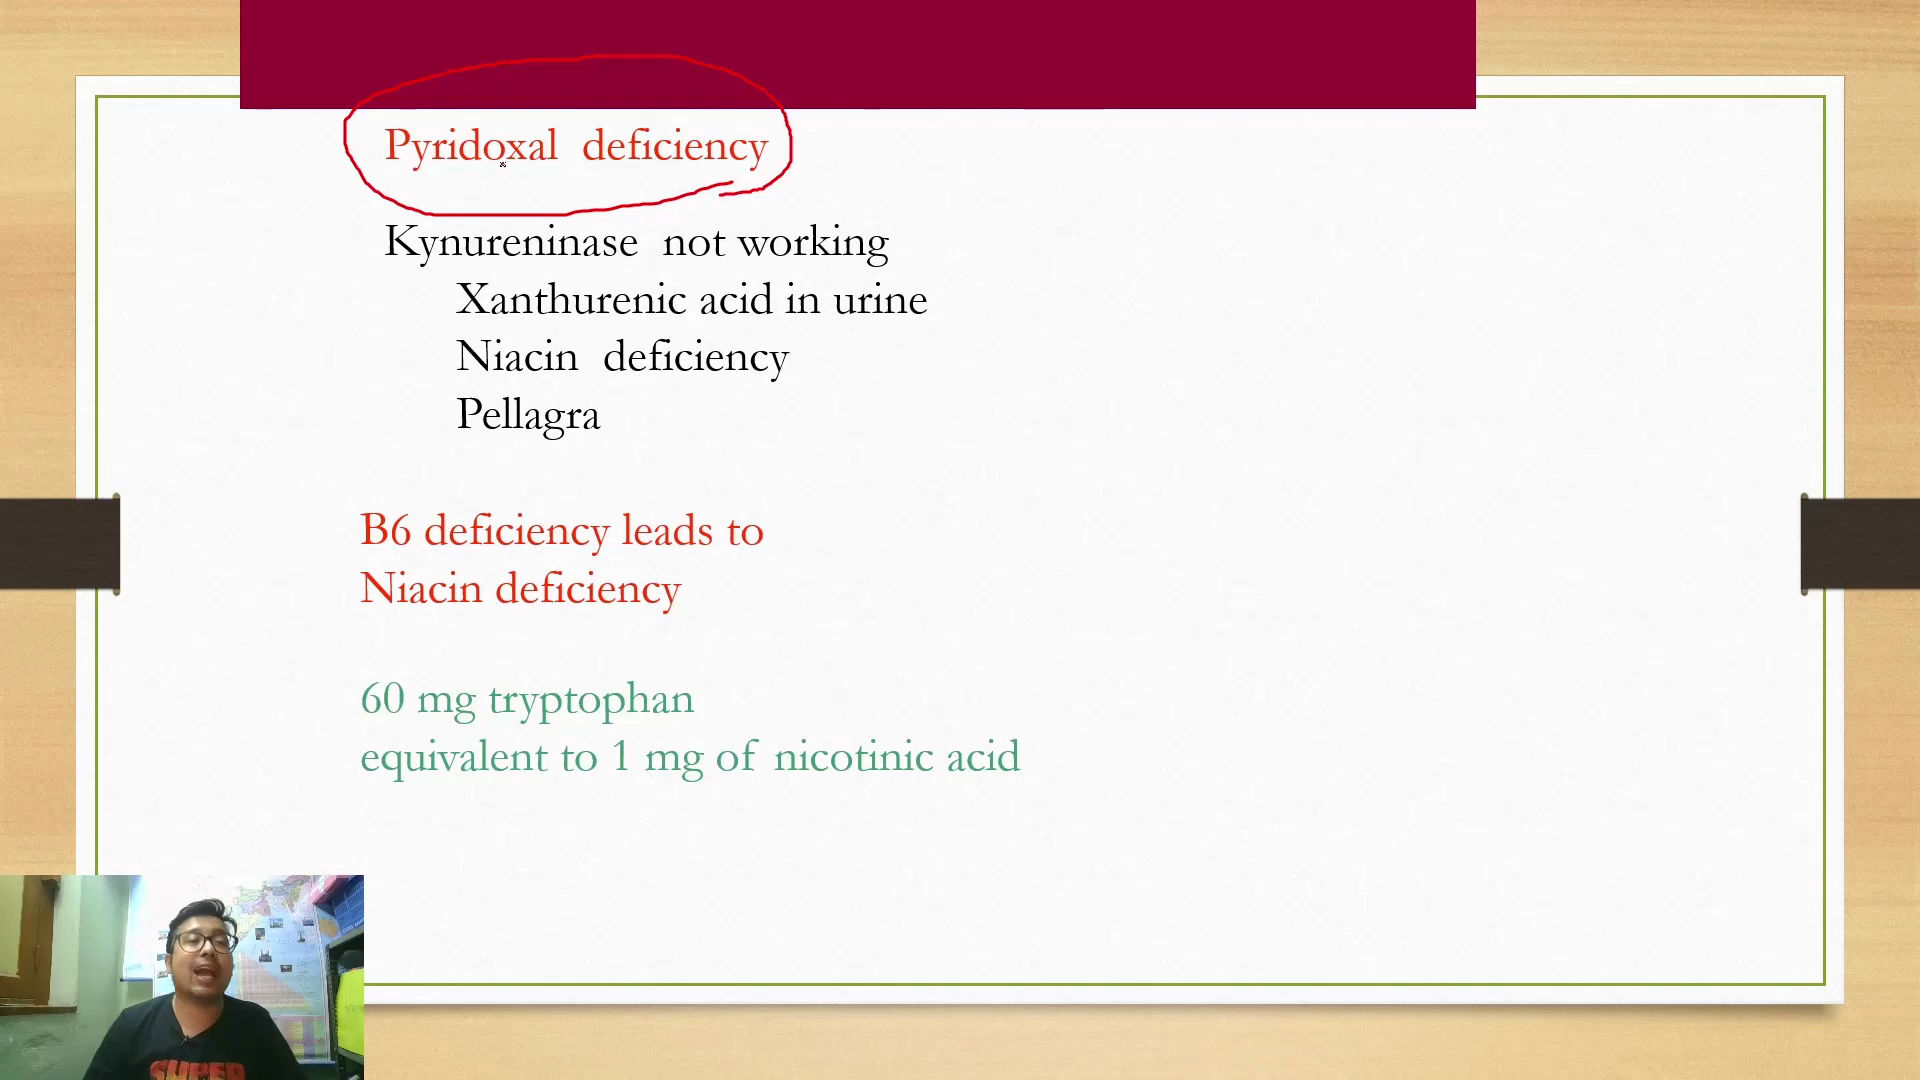 Pyridoxal deficiency
Kynureninase not working
Xanthurenic acid in urine
Niacin deficiency
Pellagra
B6 deficiency leads to
Niacin deficiency
60 mg tryptophan
equivalent to 1 mg of nicotinic acid
SUPER